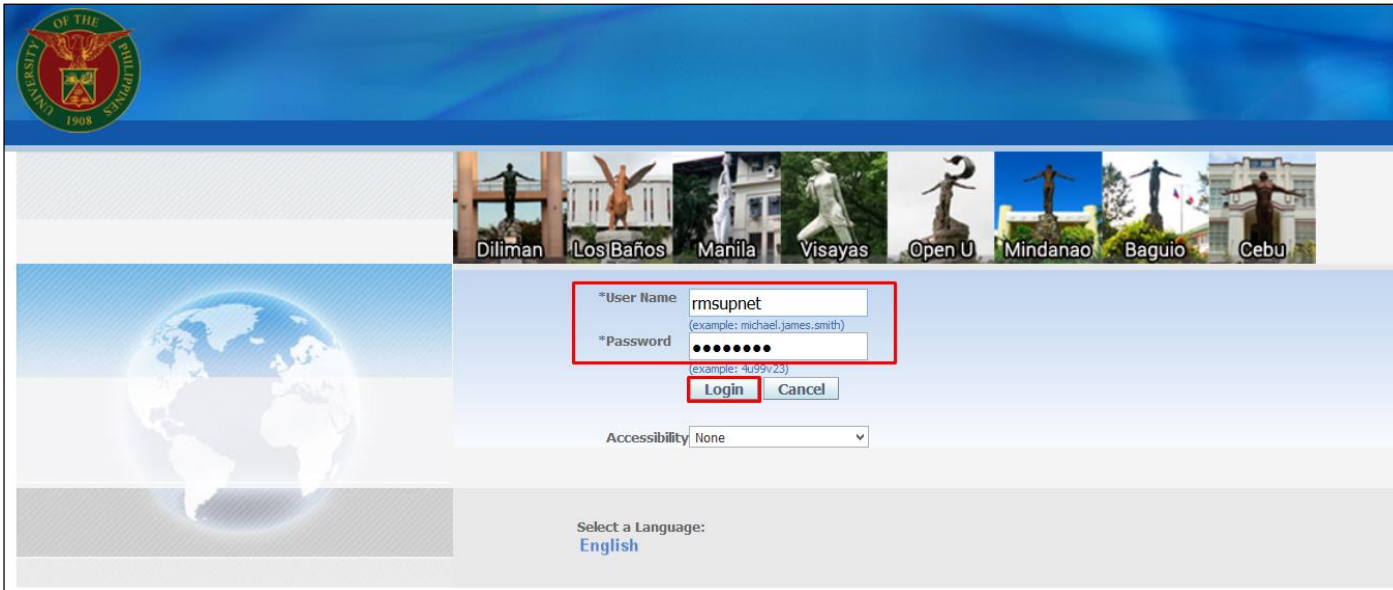 UNIVERSITY OF THE PHILIPPINES
1908
Diliman Los Baños Manila Visayas Open U Mindanao Baguio Cebu
*User Name rmsupnet
(example: michael.james.smith)
*Password ●●●●●●●●
(example: 4u99v23)
Login Cancel
Accessibility None
Select a Language:
English